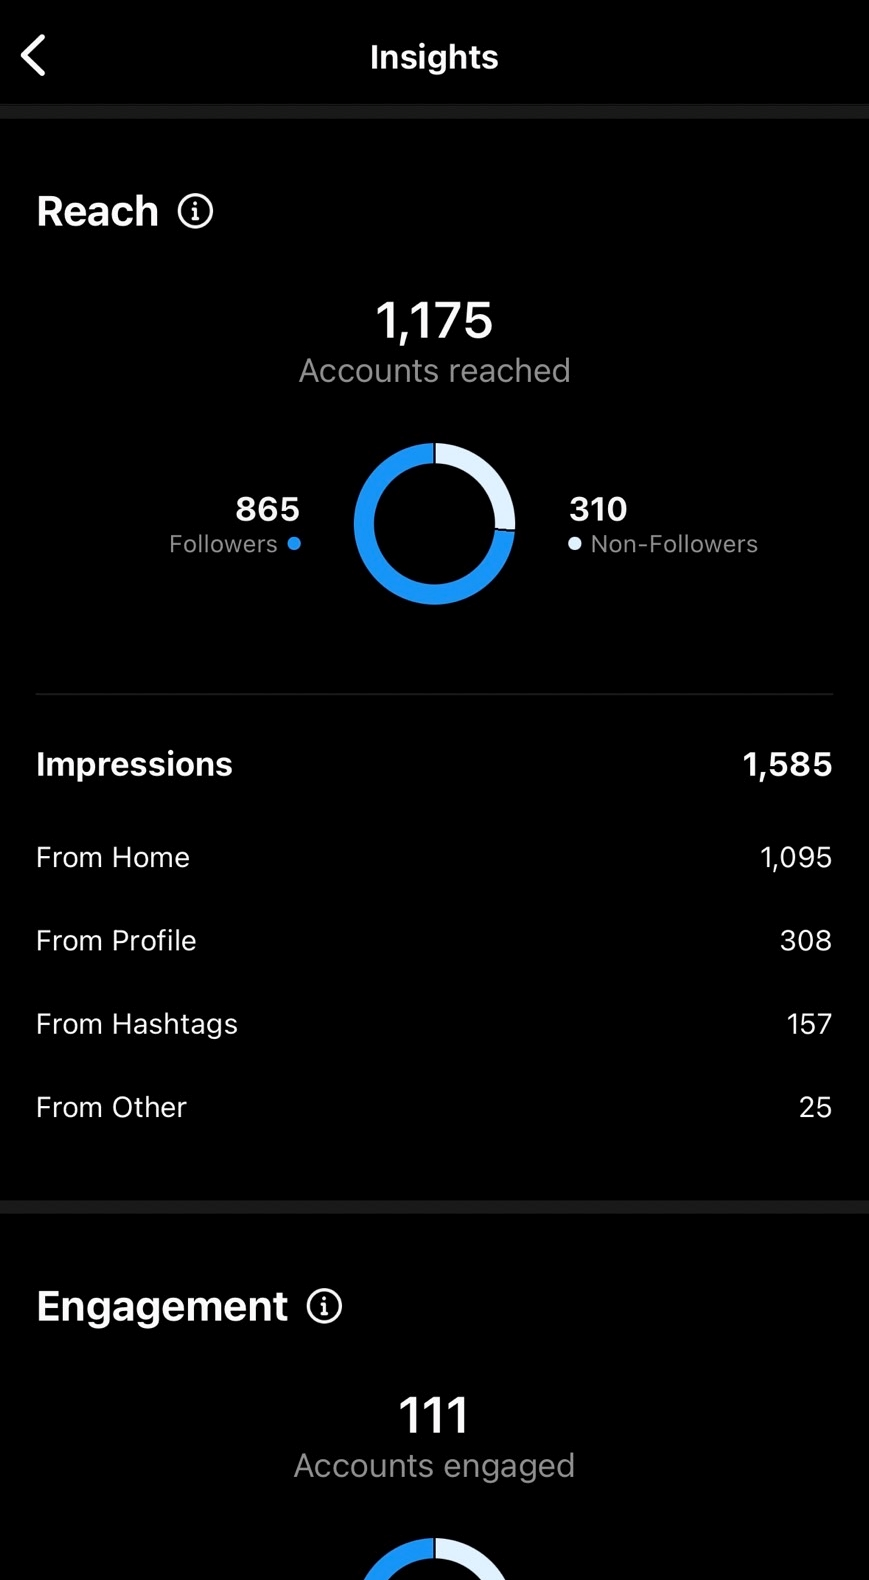 Insights
Reach
1,175
Accounts reached
865
Followers
310
Non-Followers
Impressions 1,585
From Home 1,095
From Profile 308
From Hashtags 157
From Other 25
Engagement
111
Accounts engaged